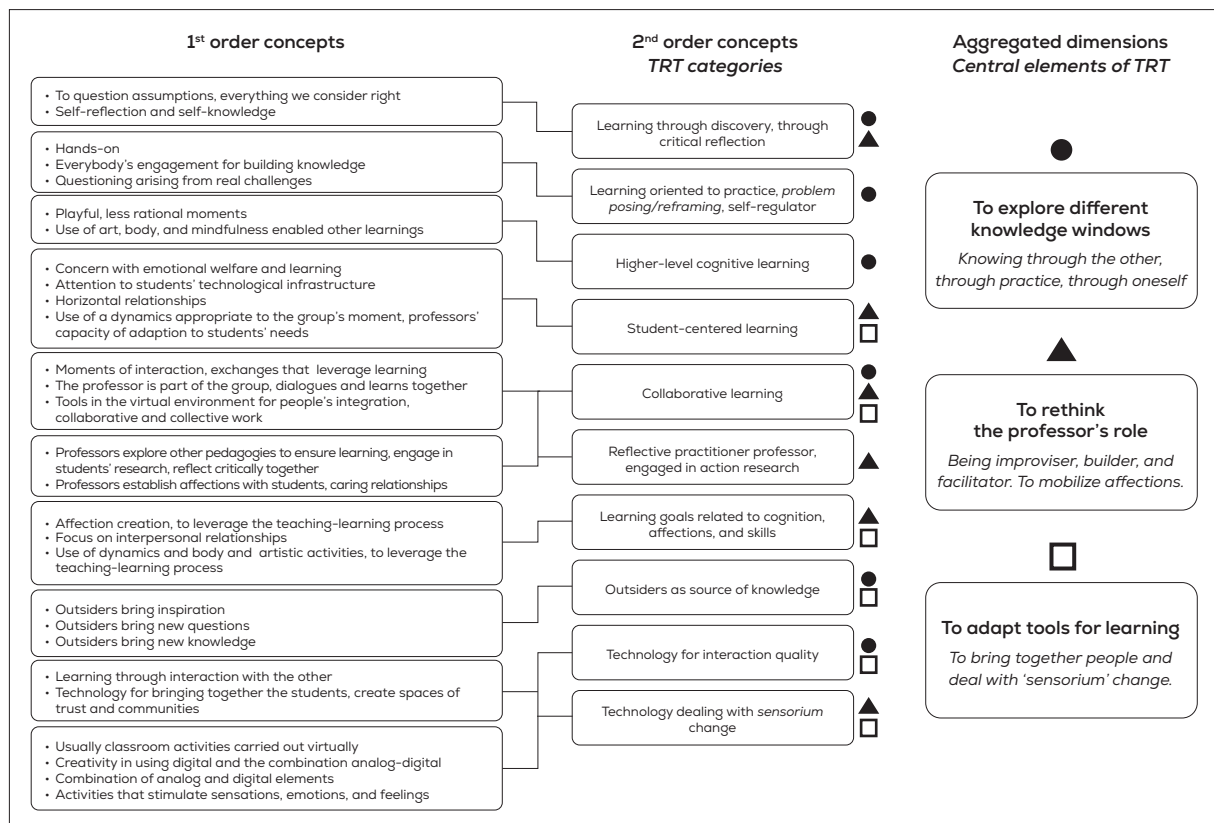 1st order concepts
• To question assumptions, everything we consider right
• Self-reflection and self-knowledge
• Hands-on
• Everybody's engagement for building knowledge
• Questioning arising from real challenges
• Playful, less rational moments
• Use of art, body, and mindfulness enabled other learnings
• Concern with emotional welfare and learning
• Attention to students' technological infrastructure
• Horizontal relationships
• Use of a dynamics appropriate to the group's moment, professors'
capacity of adaption to students' needs
• Moments of interaction, exchanges that leverage learning
• The professor is part of the group, dialogues and learns together
• Tools in the virtual environment for people's integration,
collaborative and collective work
• Professors explore other pedagogies to ensure learning, engage in
students' research, reflect critically together
• Professors establish affections with students, caring relationships
• Affection creation, to leverage the teaching-learning process
• Focus on interpersonal relationships
• Use of dynamics and body and artistic activities, to leverage the
teaching-learning process
• Outsiders bring inspiration
• Outsiders bring new questions
• Outsiders bring new knowledge
• Learning through interaction with the other
• Technology for bringing together the students, create spaces of
trust and communities
• Usually classroom activities carried out virtually
• Creativity in using digital and the combination analog-digital
• Combination of analog and digital elements
• Activities that stimulate sensations, emotions, and feelings
2nd order concepts
TRT categories
Learning through discovery, through
critical reflection
Learning oriented to practice, problem
posing/reframing, self-regulator
Higher-level cognitive learning
Student-centered learning
Collaborative learning
Reflective practitioner professor,
engaged in action research
Learning goals related to cognition,
affections, and skills
Outsiders as source of knowledge
Technology for interaction quality
Technology dealing with sensorium
change
Aggregated dimensions
Central elements of TRT
To explore different
knowledge windows
Knowing through the other,
through practice, through oneself
To rethink
the professor's role
Being improviser, builder, and
facilitator. To mobilize affections.
To adapt tools for learning
To bring together people and
deal with 'sensorium' change.